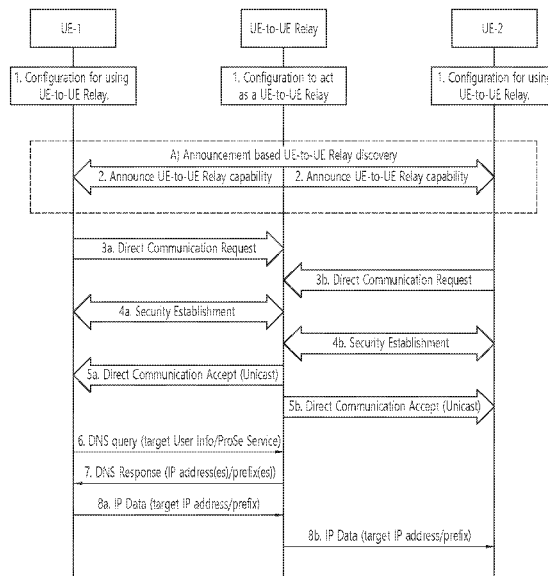 UE-1
UE-to-UE Relay
UE-2
1. Configuration for using
UE-to-UE Relay.
1. Configuration to act
as a UE-to-UE Relay
1. Configuration for using
UE-to-UE Relay.
A) Announcement based UE-to-UE Relay discovery
2. Announce UE-to-UE Relay capability
2. Announce UE-to-UE Relay capability
3a. Direct Communication Request
3b. Direct Communication Request
4a. Security Establishment
4b. Security Establishment
5a. Direct Communication Accept (Unicast)
5b. Direct Communication Accept (Unicast)
6. DNS query (target User Info/ProSe Service)
7. DNS Response (IP address(es)/prefix(es))
8a. IP Data (target IP address/prefix)
8b. IP Data (target IP address/prefix)